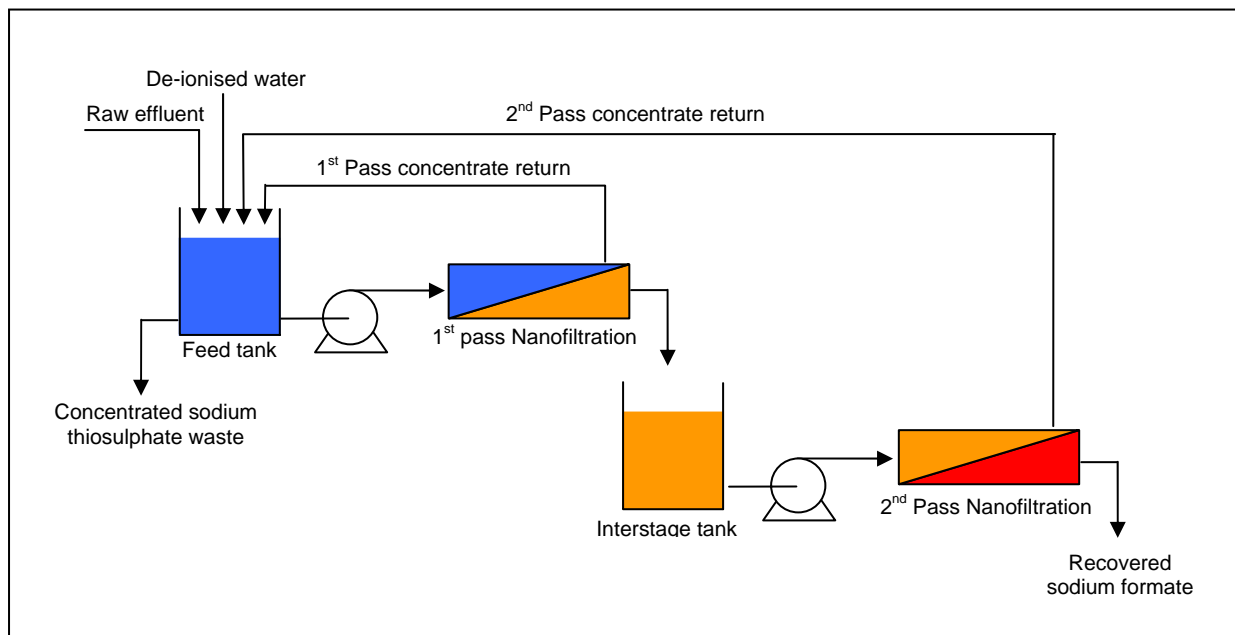 De-ionised water
Raw effluent
2nd Pass concentrate return
1st Pass concentrate return
Feed tank
1st pass Nanofiltration
Concentrated sodium
thiosulphate waste
Interstage tank
2nd Pass Nanofiltration
Recovered
sodium formate